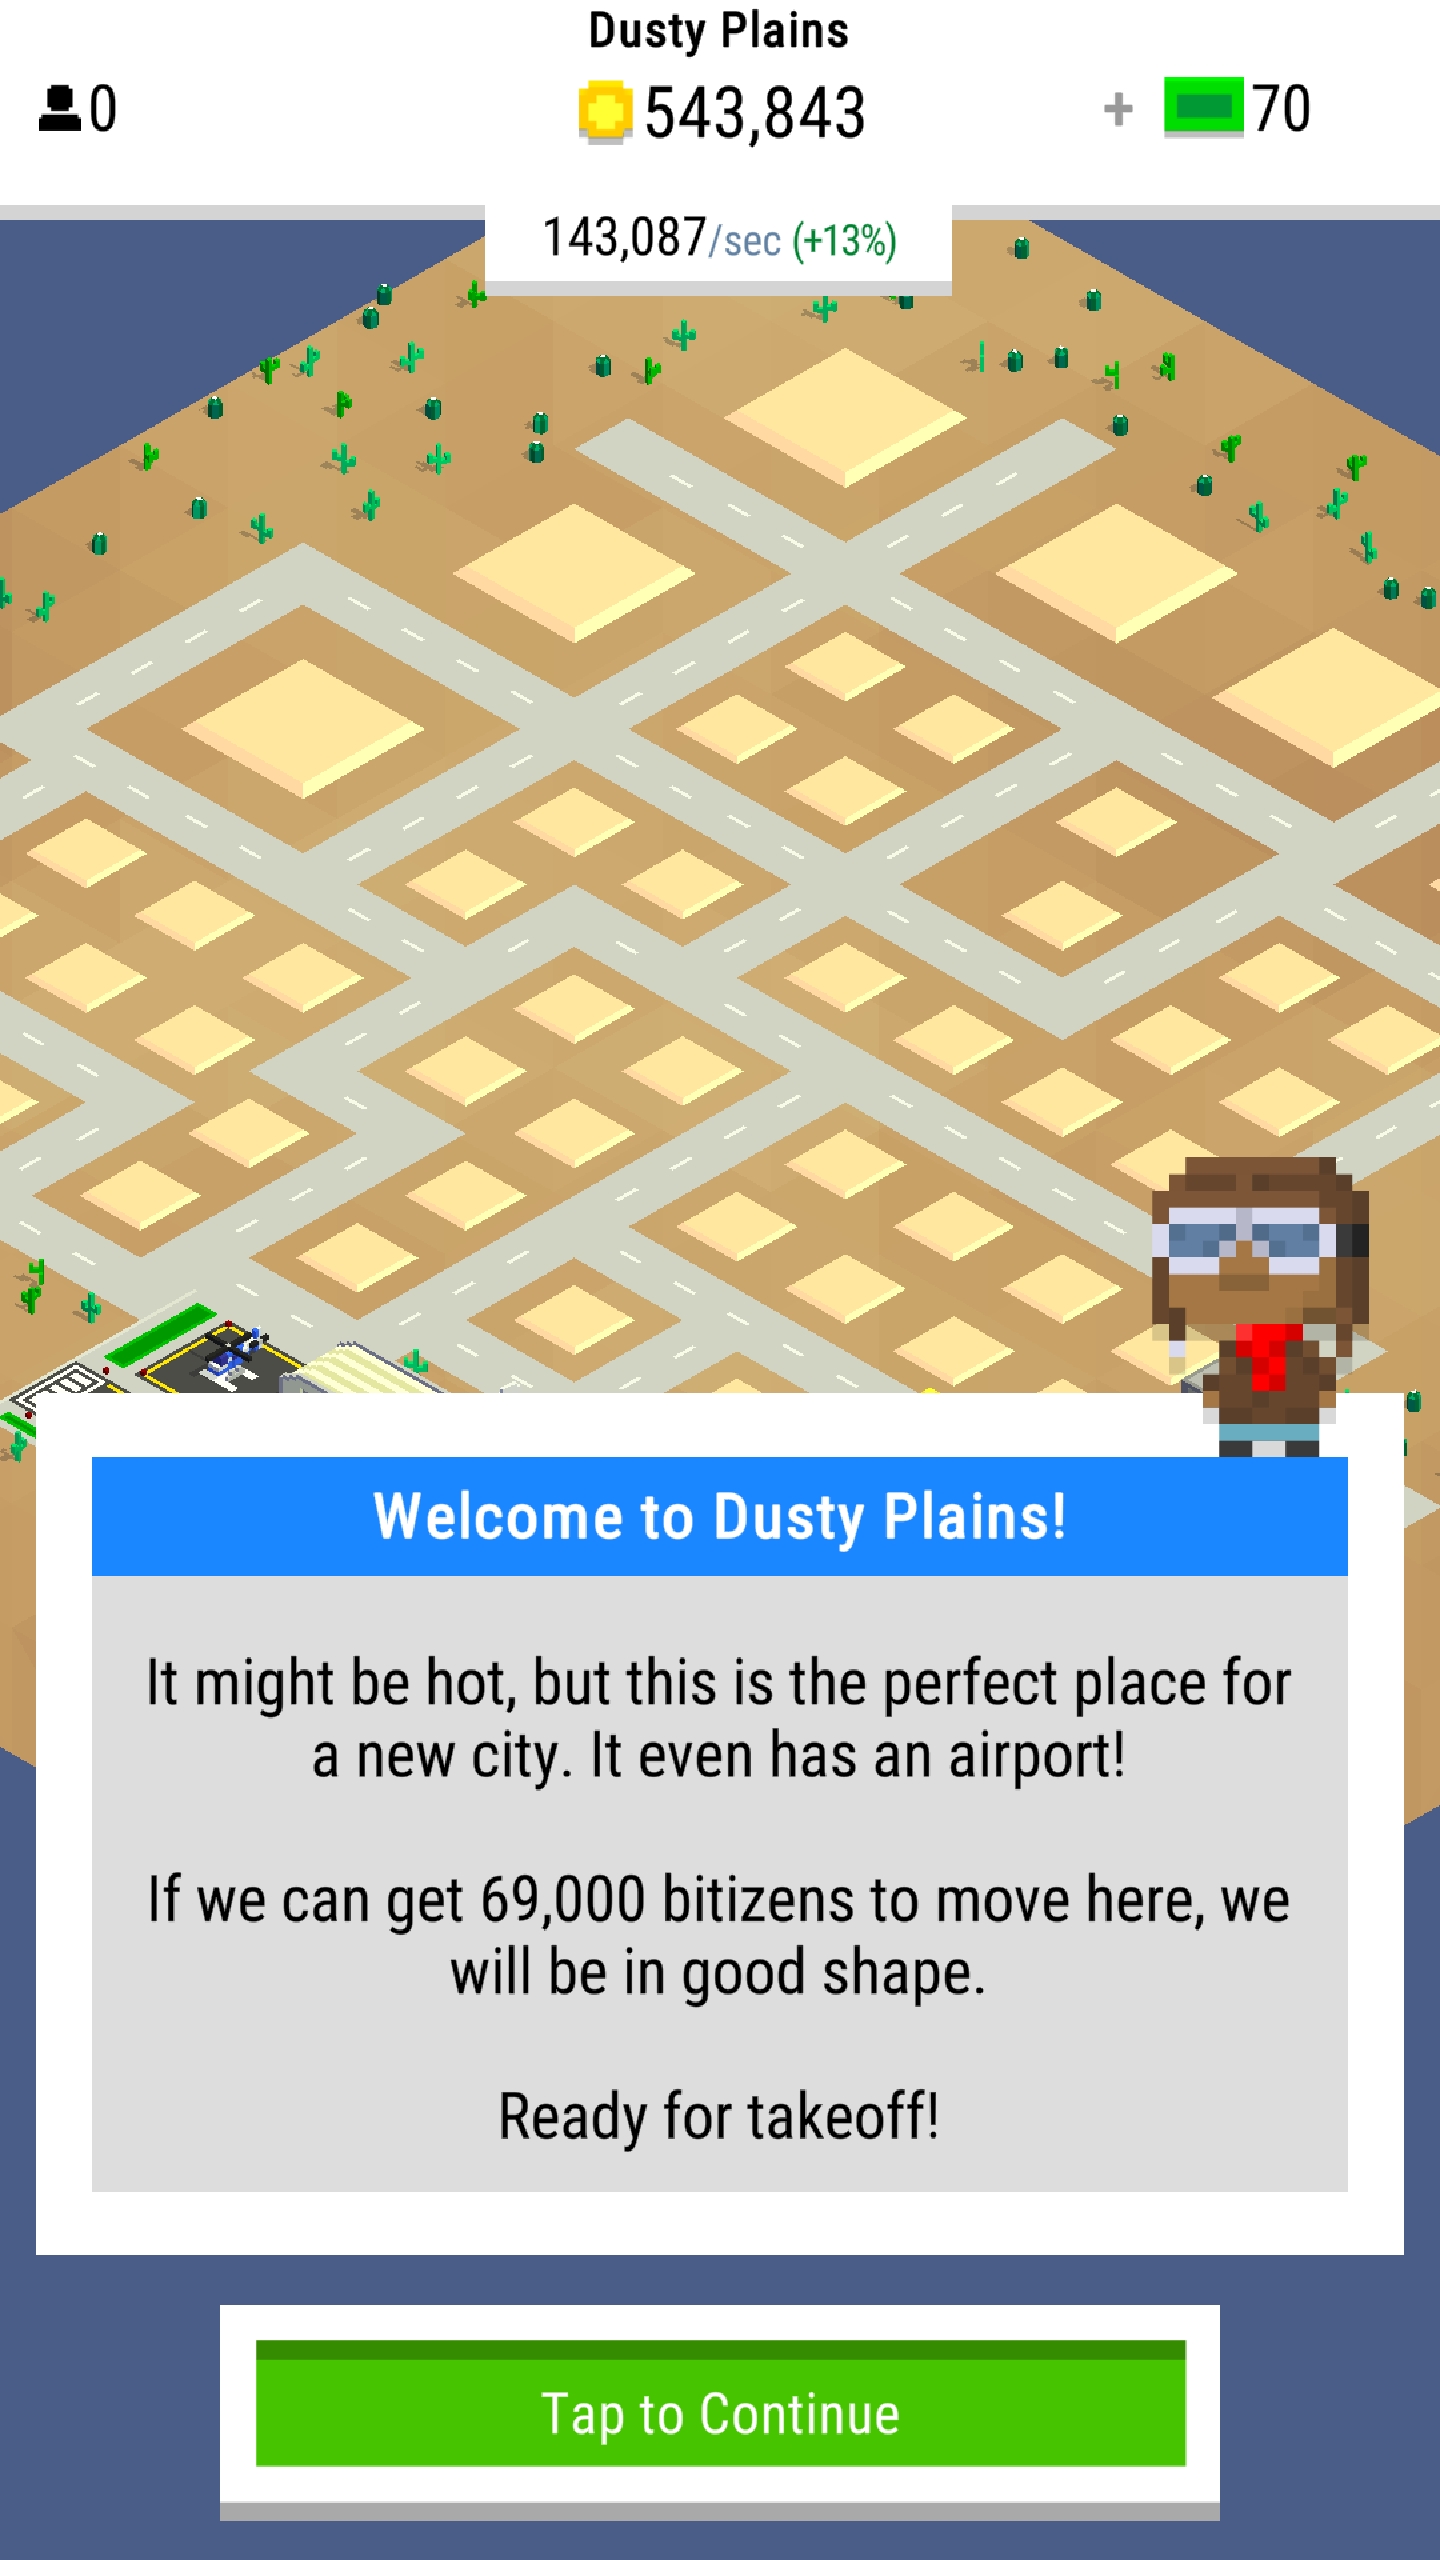 Dusty Plains
0
543,843
+ 70
143,087/sec (+13%)
Welcome to Dusty Plains!
It might be hot, but this is the perfect place for
a new city. It even has an airport!
If we can get 69,000 bitizens to move here, we
will be in good shape.
Ready for takeoff!
Tap to Continue